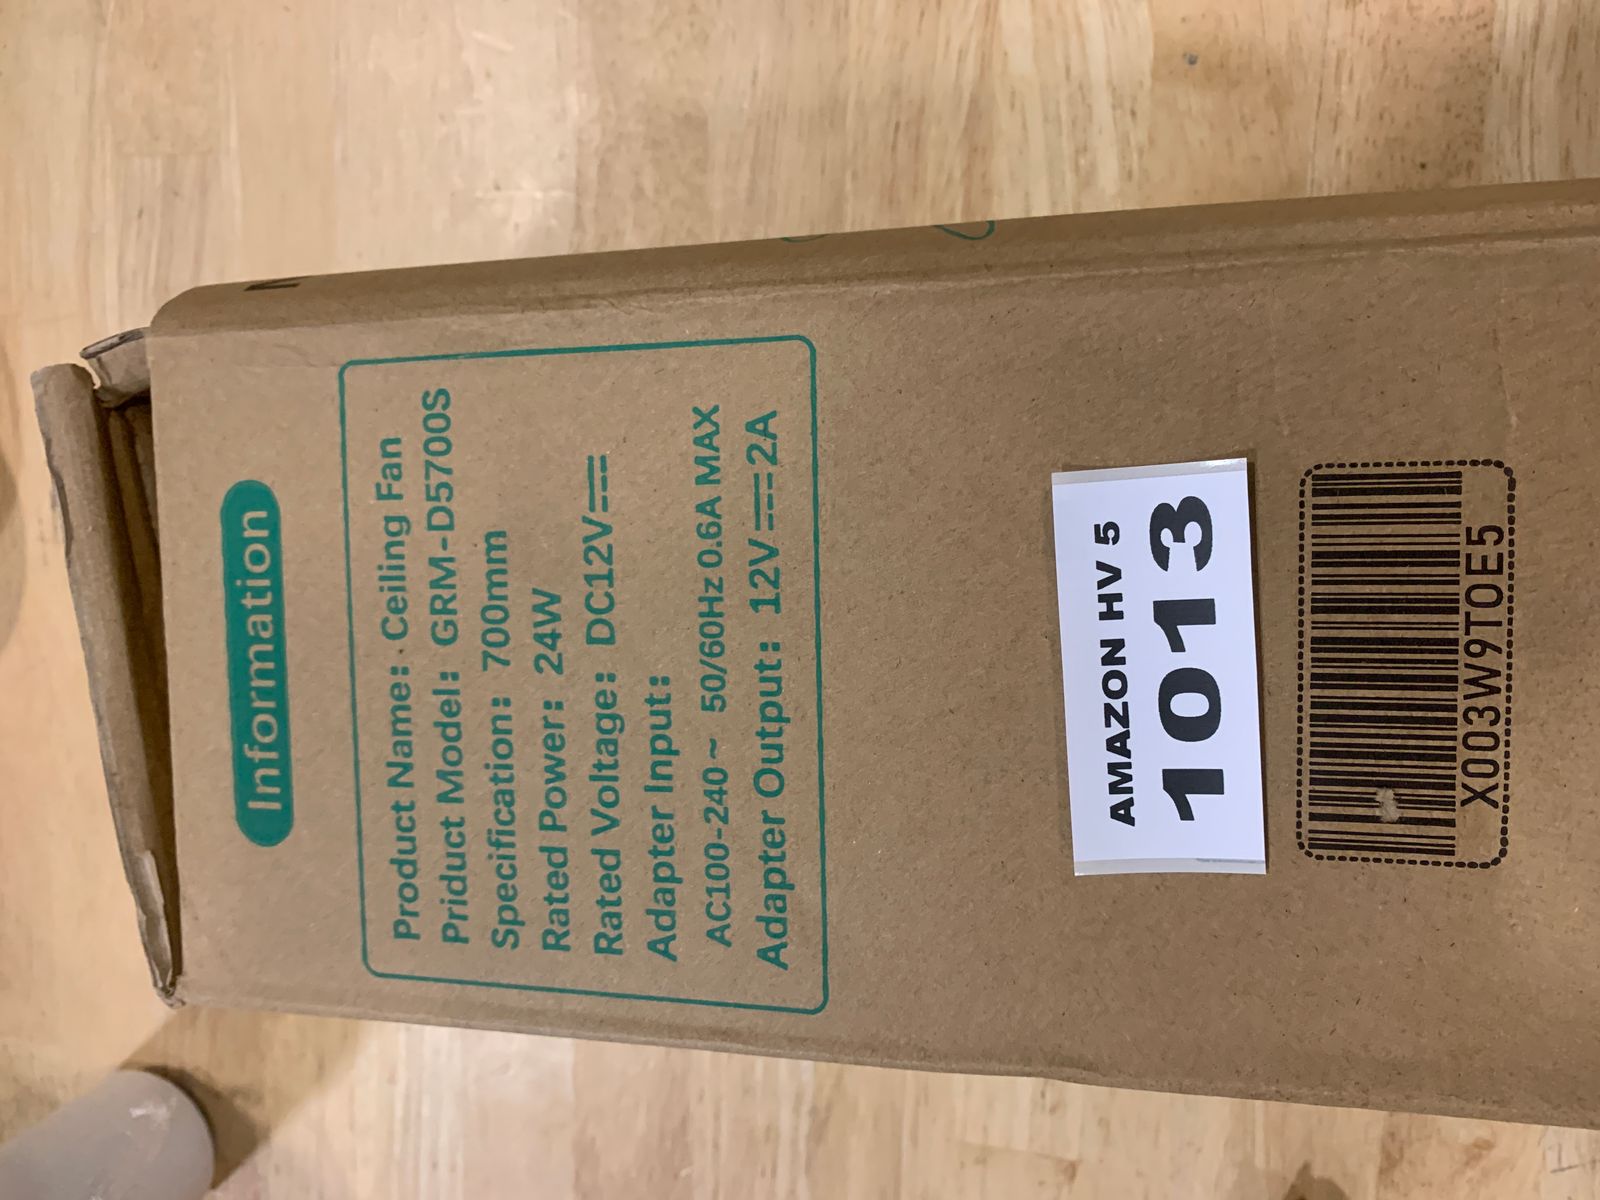 Information
Product Name: Ceiling Fan
Priduct Model: GRM-D5700S
Specification: 700mm
Rated Power: 24W
Rated Voltage: DC12V⎓
Adapter Input:
AC100-240~ 50/60Hz 0.6A MAX
Adapter Output: 12V⎓2A
AMAZON HV 5
1013
X003W9TOE5